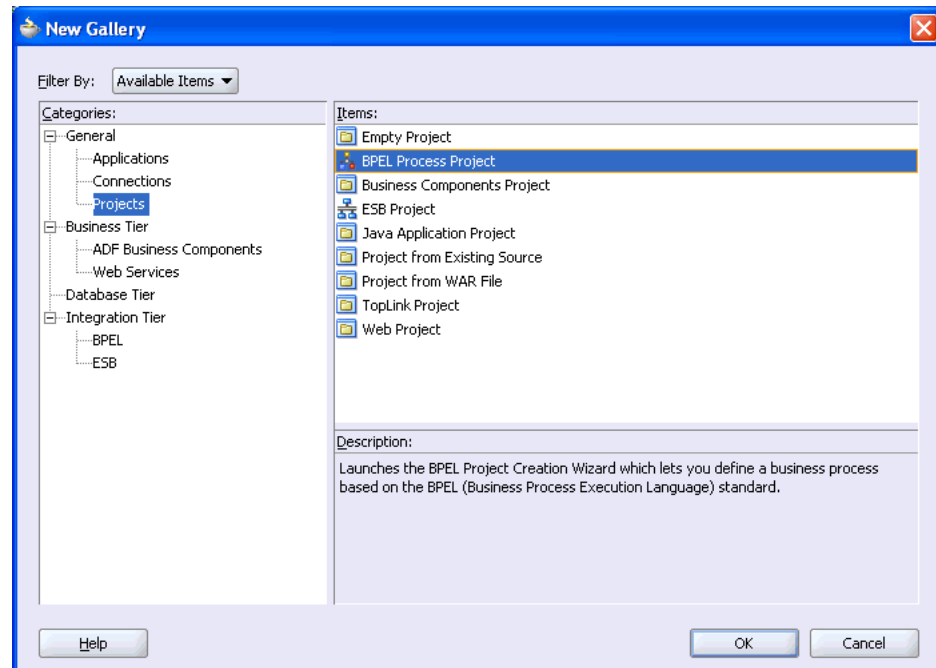 New Gallery
Filter By: Available Items
Categories:
General
Applications
Connections
Projects
Business Tier
ADF Business Components
Web Services
Database Tier
Integration Tier
BPEL
ESB
Items:
Empty Project
BPEL Process Project
Business Components Project
ESB Project
Java Application Project
Project from Existing Source
Project from WAR File
TopLink Project
Web Project
Description:
Launches the BPEL Project Creation Wizard which lets you define a business process
based on the BPEL (Business Process Execution Language) standard.
Help OK Cancel